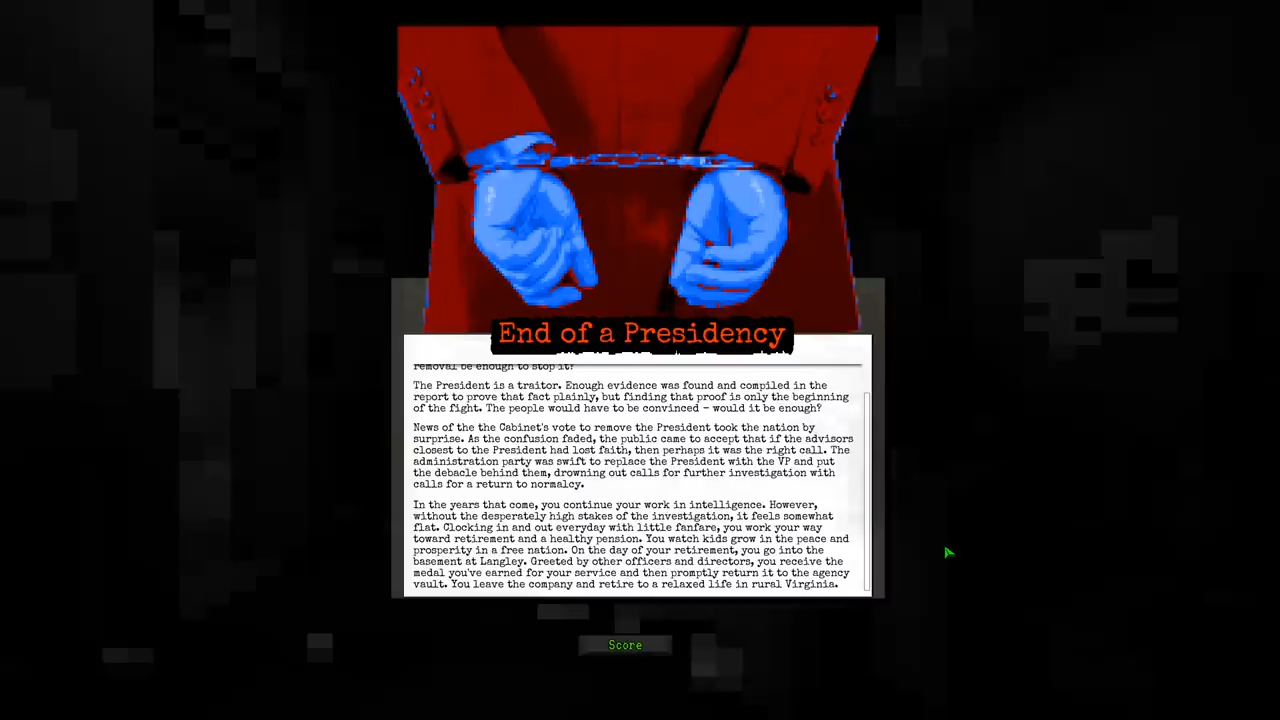 End of a Presidency
removal be enough to stop it?
The President is a traitor. Enough evidence was found and compiled in the
report to prove that fact plainly, but finding that proof is only the beginning
of the fight. The people would have to be convinced – would it be enough?
News of the the Cabinet's vote to remove the President took the nation by
surprise. As the confusion faded, the public came to accept that if the advisors
closest to the President had lost faith, then perhaps it was the right call. The
administration party was swift to replace the President with the VP and put
the debacle behind them, drowning out calls for further investigation with
calls for a return to normalcy.
In the years that come, you continue your work in intelligence. However,
without the desperately high stakes of the investigation, it feels somewhat
flat. Clocking in and out everyday with little fanfare, you work your way
toward retirement and a healthy pension. You watch kids grow in the peace and
prosperity in a free nation. On the day of your retirement, you go into the
basement at Langley. Greeted by other officers and directors, you receive the
medal you've earned for your service and then promptly return it to the agency
vault. You leave the company and retire to a relaxed life in rural Virginia.
Score